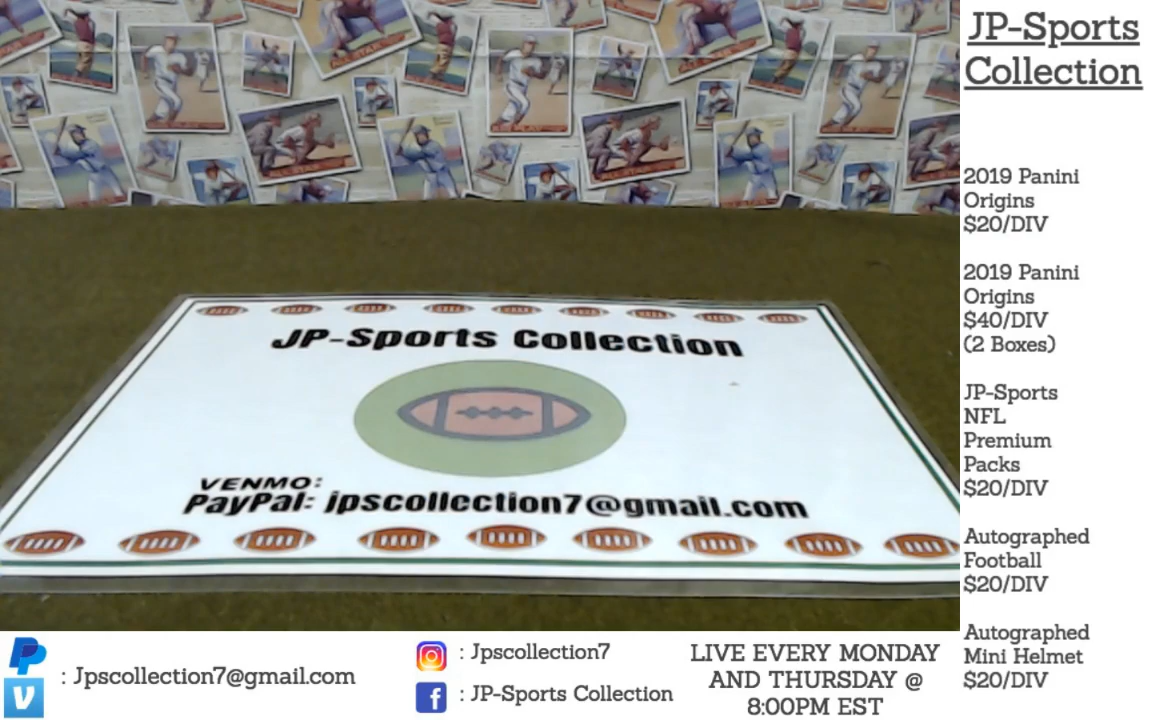 JP-Sports
Collection
2019 Panini
Origins
$20/DIV
2019 Panini
Origins
$40/DIV
(2 Boxes)
JP-Sports
NFL
Premium
Packs
$20/DIV
Autographed
Football
$20/DIV
Autographed
Mini Helmet
$20/DIV
JP-Sports Collection
VENMO:
PayPal: jpscollection7@gmail.com
: Jpscollection7@gmail.com
: Jpscollection7
: JP-Sports Collection
LIVE EVERY MONDAY
AND THURSDAY @
8:00PM EST